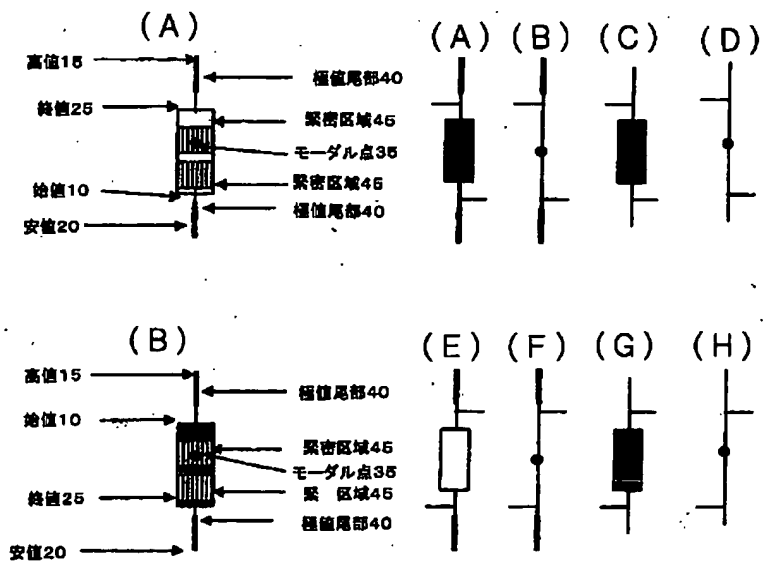 (A)
高値15
極値尾部40
終値25
緊密区域45
モーダル点35
緊密区域45
始値10
極値尾部40
安値20
(A) (B) (C) (D)
(B)
高値15
極値尾部40
始値10
緊密区域45
モーダル点35
終値25
緊 区域45
極値尾部40
安値20
(E) (F) (G) (H)